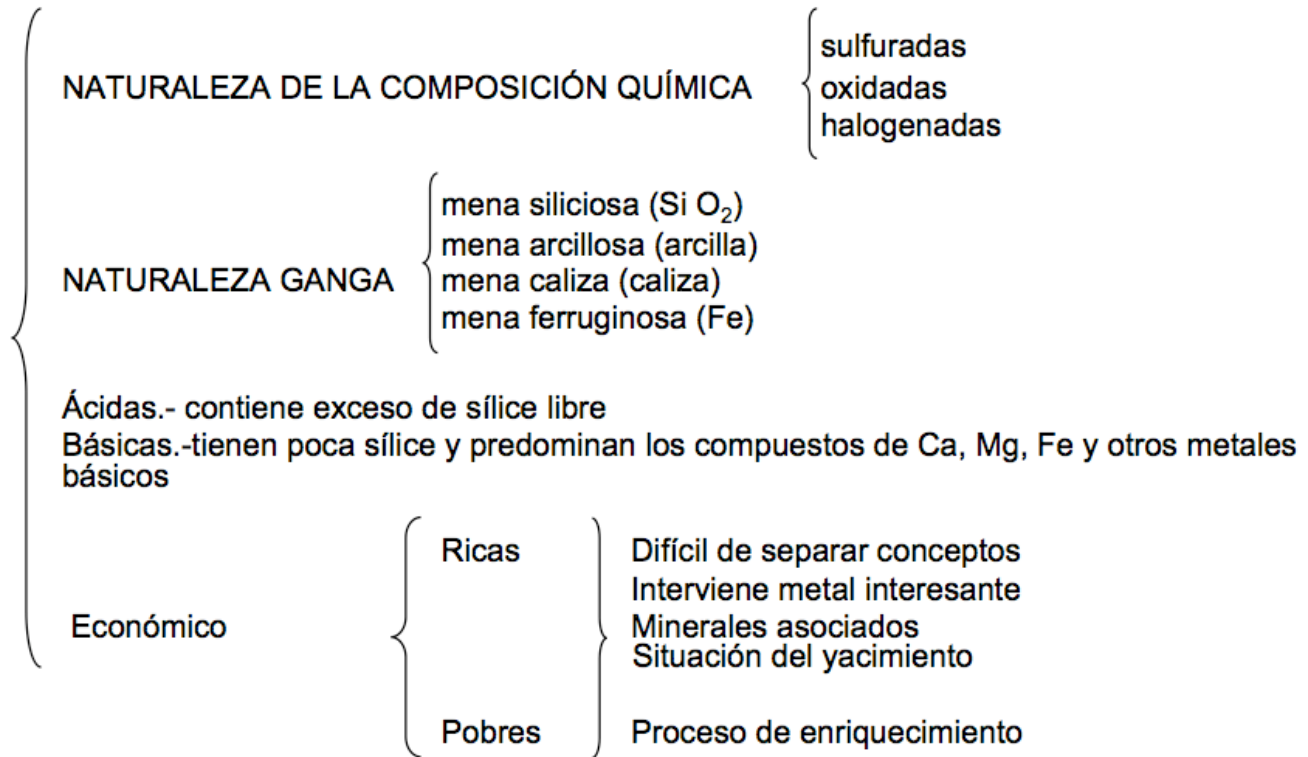 sulfuradas
NATURALEZA DE LA COMPOSICIÓN QUÍMICA
oxidadas
halogenadas
mena siliciosa (Si O₂)
mena arcillosa (arcilla)
NATURALEZA GANGA
mena caliza (caliza)
mena ferruginosa (Fe)
Ácidas.- contiene exceso de sílice libre
Básicas.-tienen poca sílice y predominan los compuestos de Ca, Mg, Fe y otros metales
básicos
Ricas
Difícil de separar conceptos
Interviene metal interesante
Económico
Minerales asociados
Situación del yacimiento
Pobres
Proceso de enriquecimiento